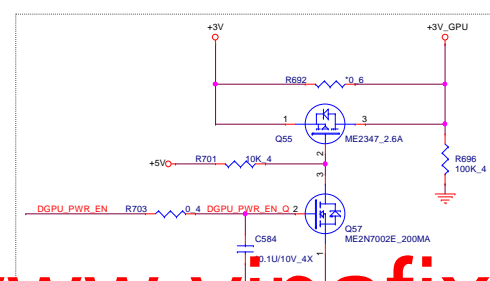 +3V
+3V_GPU
R692
*0_6
1
3
Q55
ME2347_2.6A
2
+5V
R701
10K_4
R696
100K_4
3
DGPU_PWR_EN
R703
0_4
DGPU_PWR_EN_Q
2
Q57
ME2N7002E_200MA
C584
*0.1U/10V_4X
1